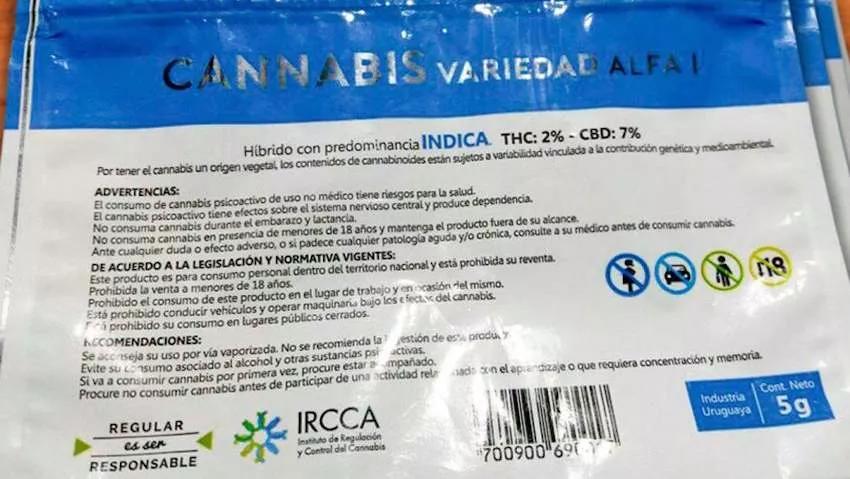 CANNABIS VARIEDAD ALFA I
Híbrido con predominancia INDICA. THC: 2% - CBD: 7%
Por tener el cannabis un origen vegetal, los contenidos de cannabinoides están sujetos a variabilidad vinculada a la contribución genética y medioambiental.
ADVERTENCIAS:
El consumo de cannabis psicoactivo de uso no médico tiene riesgos para la salud.
El cannabis psicoactivo tiene efectos sobre el sistema nervioso central y produce dependencia.
No consuma cannabis durante el embarazo y lactancia.
No consuma cannabis en presencia de menores de 18 años y mantenga el producto fuera de su alcance.
Ante cualquier duda o efecto adverso, o si padece cualquier patología aguda y/o crónica, consulte a su médico antes de consumir cannabis.
DE ACUERDO A LA LEGISLACIÓN Y NORMATIVA VIGENTES:
Este producto es para consumo personal dentro del territorio nacional y está prohibida su reventa.
Prohibida la venta a menores de 18 años.
Prohibido el consumo de este producto en el lugar de trabajo y en ocasión del mismo.
Está prohibido conducir vehículos y operar maquinaria bajo los efectos del cannabis.
Está prohibido su consumo en lugares públicos cerrados.
RECOMENDACIONES:
Se aconseja su uso por vía vaporizada. No se recomienda la gestión de este
Evite su consumo asociado al alcohol y otras sustancias psicoactivas.
Si va a consumir cannabis por primera vez, procure estar acompañado.
Procure no consumir cannabis antes de participar de una actividad relacionada con el aprendizaje o que requiera concentración y memoria.
REGULAR
es ser
RESPONSABLE
IRCCA
Instituto de Regulación
y Control del Cannabis
700900
Industria
Uruguaya
Cont. Neto
5g